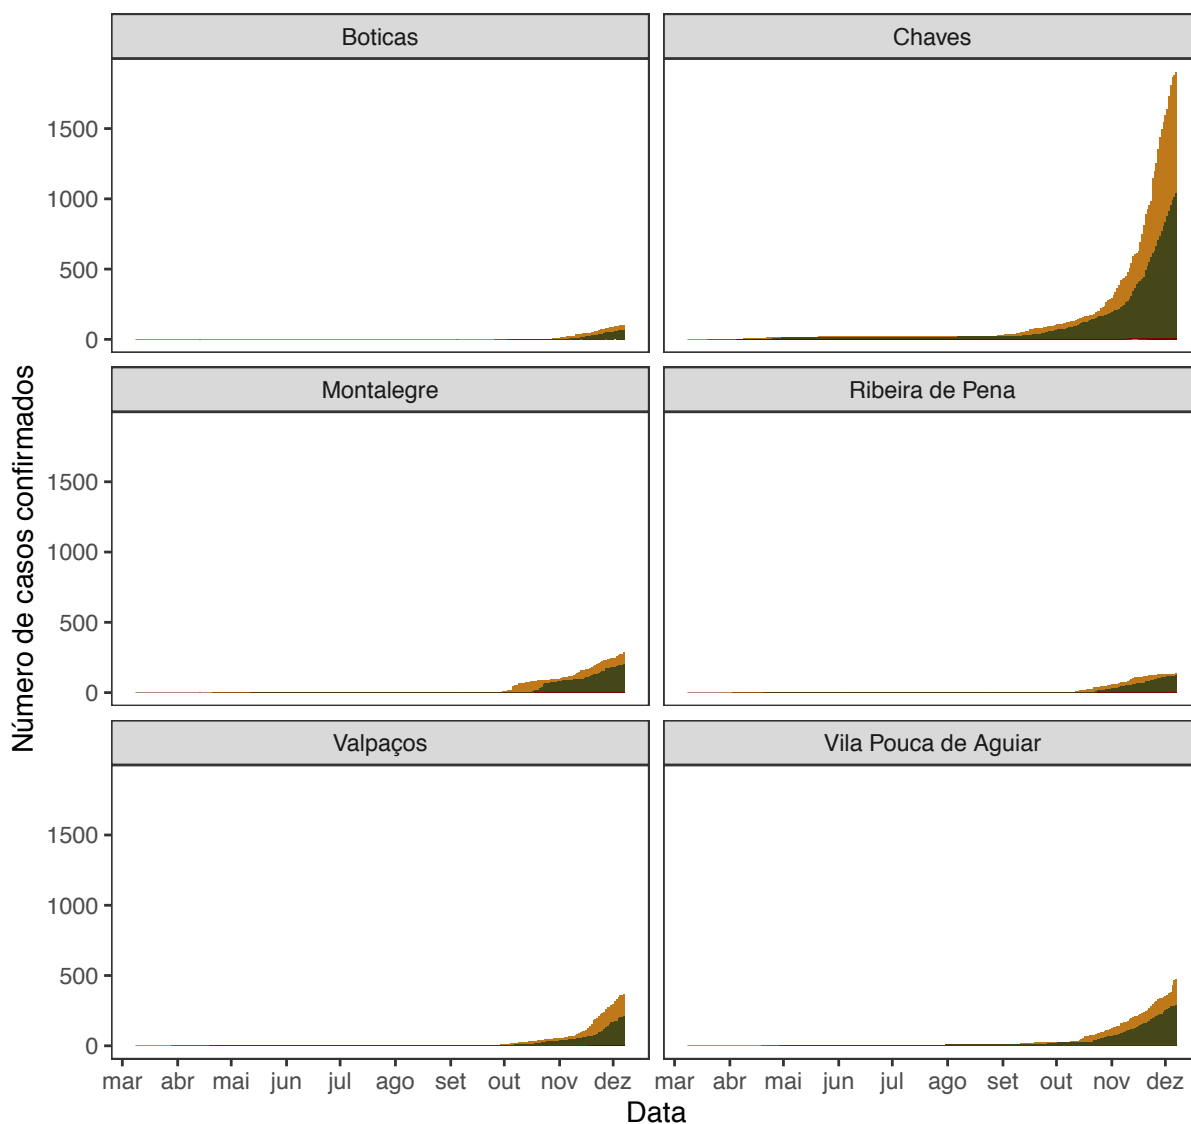 Boticas
Chaves
1500
1000
500
0
Montalegre
Ribeira de Pena
1500
1000
500
0
Valpaços
Vila Pouca de Aguiar
1500
1000
500
0
mar abr mai jun jul ago set out nov dez
mar abr mai jun jul ago set out nov dez
Data
Número de casos confirmados